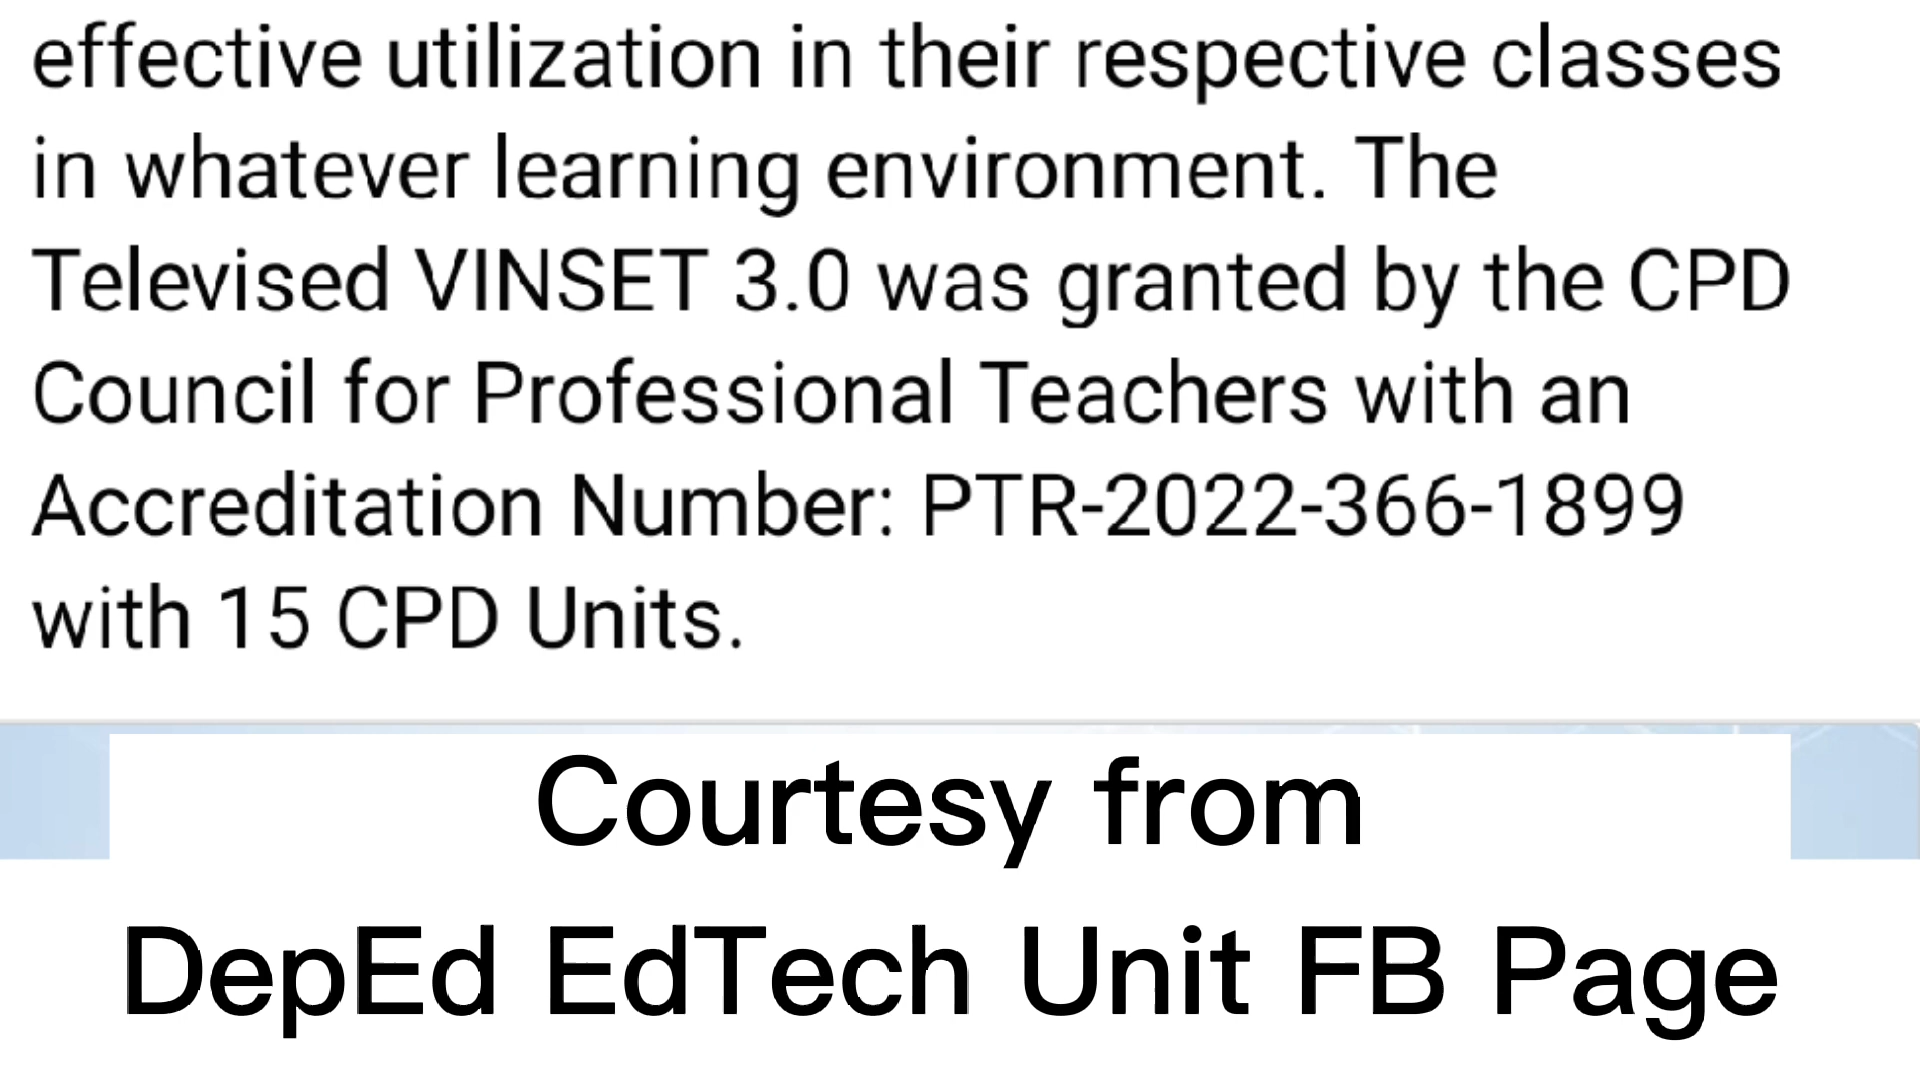 effective utilization in their respective classes
in whatever learning environment. The
Televised VINSET 3.0 was granted by the CPD
Council for Professional Teachers with an
Accreditation Number: PTR-2022-366-1899
with 15 CPD Units.
Courtesy from
DepEd EdTech Unit FB Page